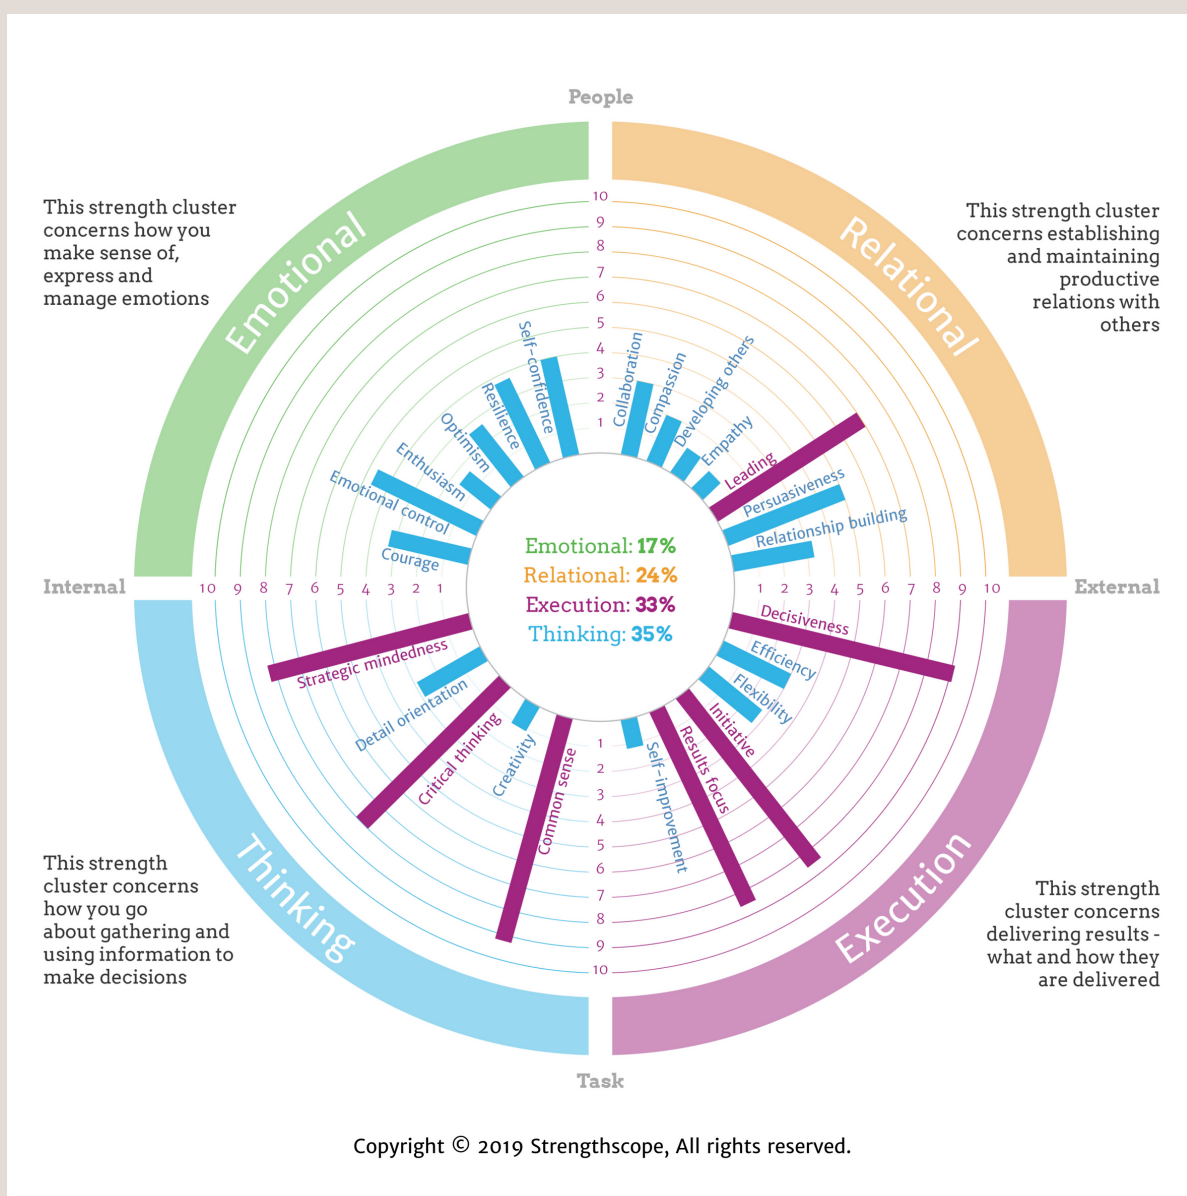 People
This strength cluster
concerns how you
make sense of,
express and
manage emotions
This strength cluster
concerns establishing
and maintaining
productive
relations with
others
Emotional
Relational
10
9
8
7
6
5
4
3
2
1
Courage
Emotional control
Enthusiasm
Optimism
Resilience
Self-confidence
Collaboration
Compassion
Developing others
Empathy
Leading
Persuasiveness
Relationship building
Emotional: 17%
Relational: 24%
Execution: 33%
Thinking: 35%
Internal
10 9 8 7 6 5 4 3 2 1
1 2 3 4 5 6 7 8 9 10
External
Decisiveness
Efficiency
Flexibility
Initiative
Results focus
Self-improvement
Common sense
Creativity
Critical thinking
Detail orientation
Strategic mindedness
1
2
3
4
5
6
7
8
9
10
Thinking
Execution
This strength
cluster concerns
how you go
about gathering and
using information to
make decisions
This strength
cluster concerns
delivering results -
what and how they
are delivered
Task
Copyright © 2019 Strengthscope, All rights reserved.